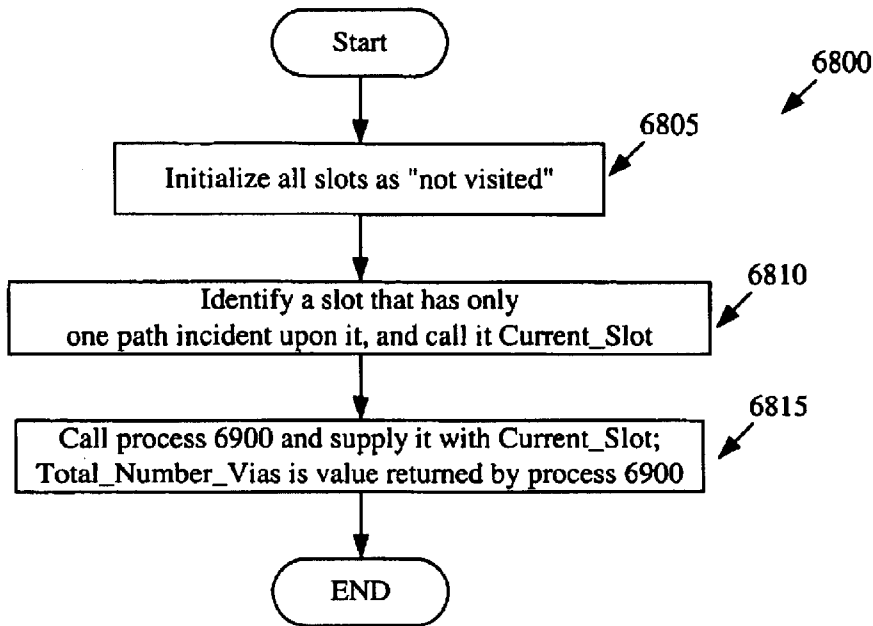 Start
6800
6805
Initialize all slots as "not visited"
6810
Identify a slot that has only
one path incident upon it, and call it Current_Slot
6815
Call process 6900 and supply it with Current_Slot;
Total_Number_Vias is value returned by process 6900
END